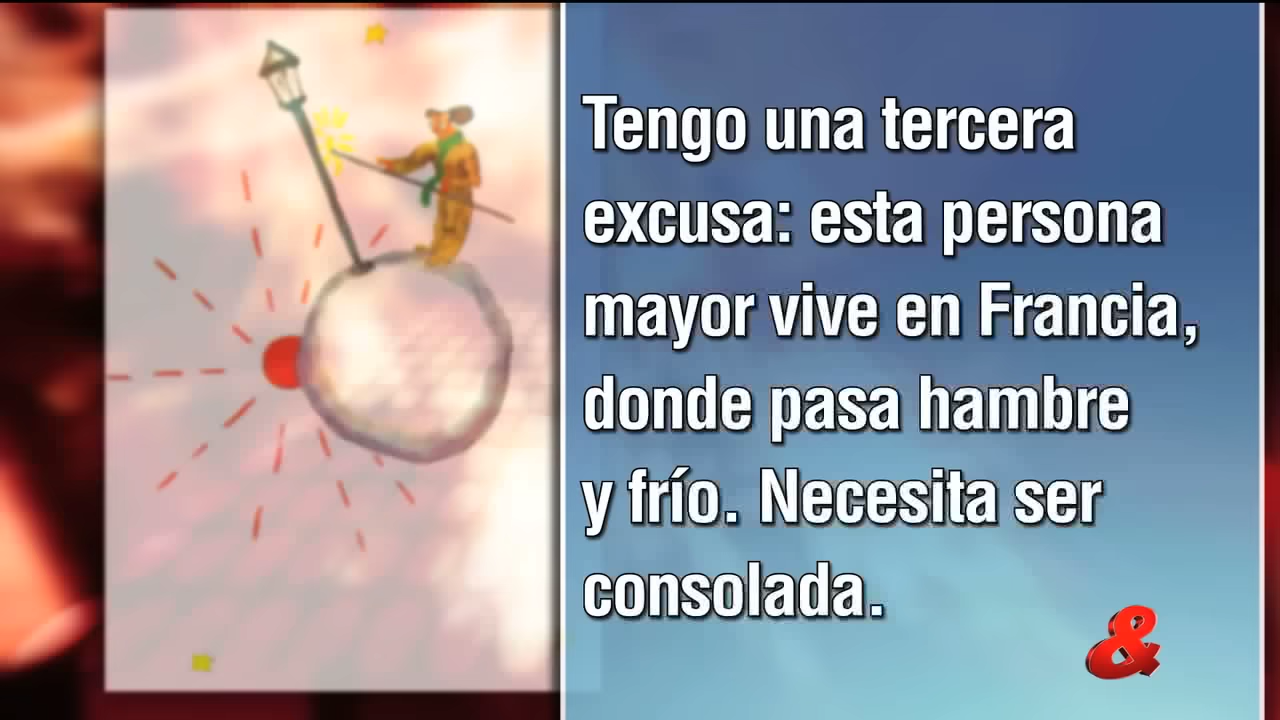 Tengo una tercera
excusa: esta persona
mayor vive en Francia,
donde pasa hambre
y frío. Necesita ser
consolada.
&